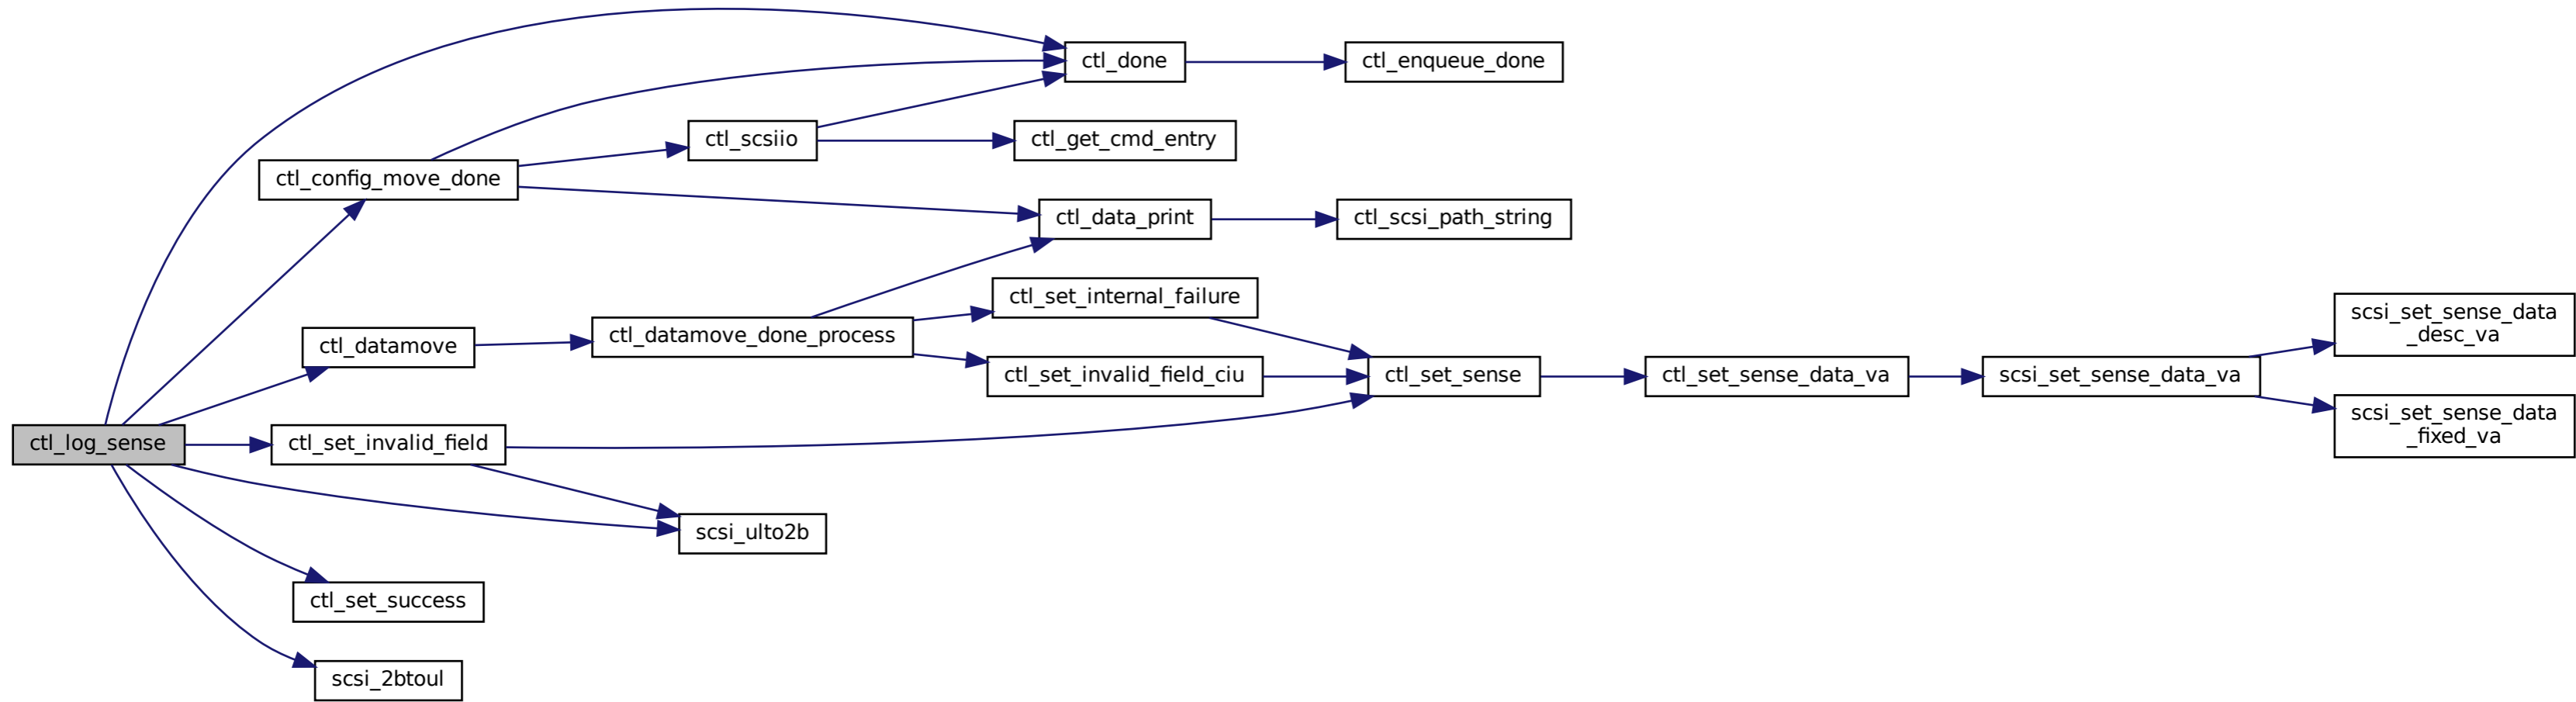 ctl_done
ctl_enqueue_done
ctl_scsiio
ctl_get_cmd_entry
ctl_config_move_done
ctl_data_print
ctl_scsi_path_string
ctl_set_internal_failure
ctl_datamove
ctl_datamove_done_process
ctl_set_invalid_field_ciu
ctl_set_sense
ctl_set_sense_data_va
scsi_set_sense_data_va
scsi_set_sense_data
_desc_va
scsi_set_sense_data
_fixed_va
ctl_log_sense
ctl_set_invalid_field
scsi_ulto2b
ctl_set_success
scsi_2btoul